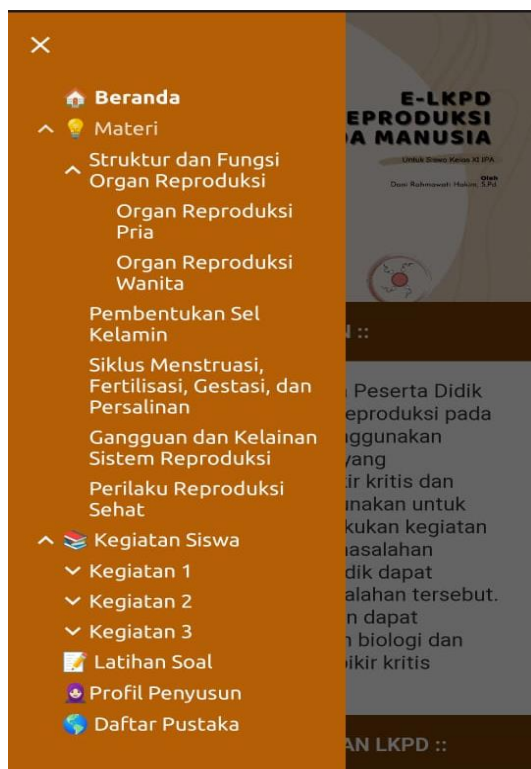 Beranda
Materi
Struktur dan Fungsi
Organ Reproduksi
Organ Reproduksi
Pria
Organ Reproduksi
Wanita
Pembentukan Sel
Kelamin
Siklus Menstruasi,
Fertilisasi, Gestasi, dan
Persalinan
Gangguan dan Kelainan
Sistem Reproduksi
Perilaku Reproduksi
Sehat
Kegiatan Siswa
Kegiatan 1
Kegiatan 2
Kegiatan 3
Latihan Soal
Profil Penyusun
Daftar Pustaka
E-LKPD
EPRODUKSI
A MANUSIA
Untuk Siswa Kelas XI IPA
Oleh
Dani Rahmawati Hakim, S.Pd
::
Peserta Didik
eproduksi pada
ggunakan
yang
ir kritis dan
unakan untuk
kukan kegiatan
asalahan
dik dapat
alahan tersebut.
n dapat
biologi dan
ikir kritis
AN LKPD ::